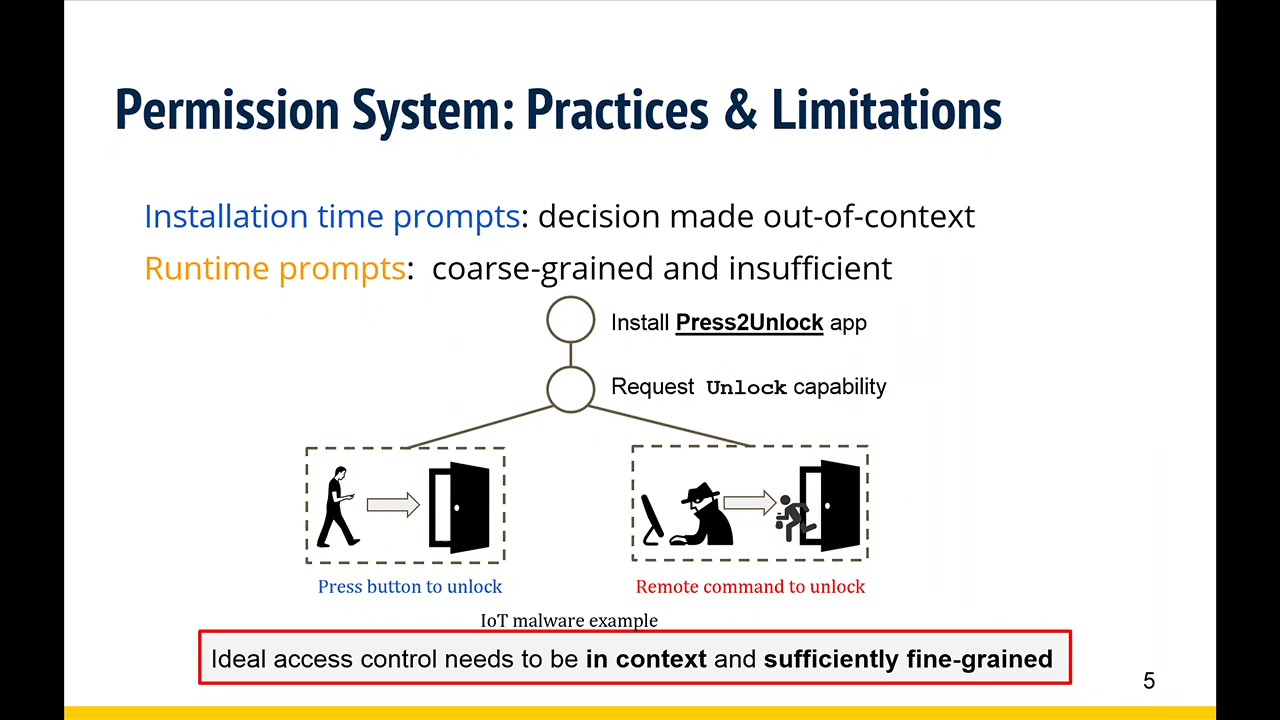 Permission System: Practices & Limitations
Installation time prompts: decision made out-of-context
Runtime prompts: coarse-grained and insufficient
Install Press2Unlock app
Request Unlock capability
Press button to unlock
Remote command to unlock
IoT malware example
Ideal access control needs to be in context and sufficiently fine-grained
5